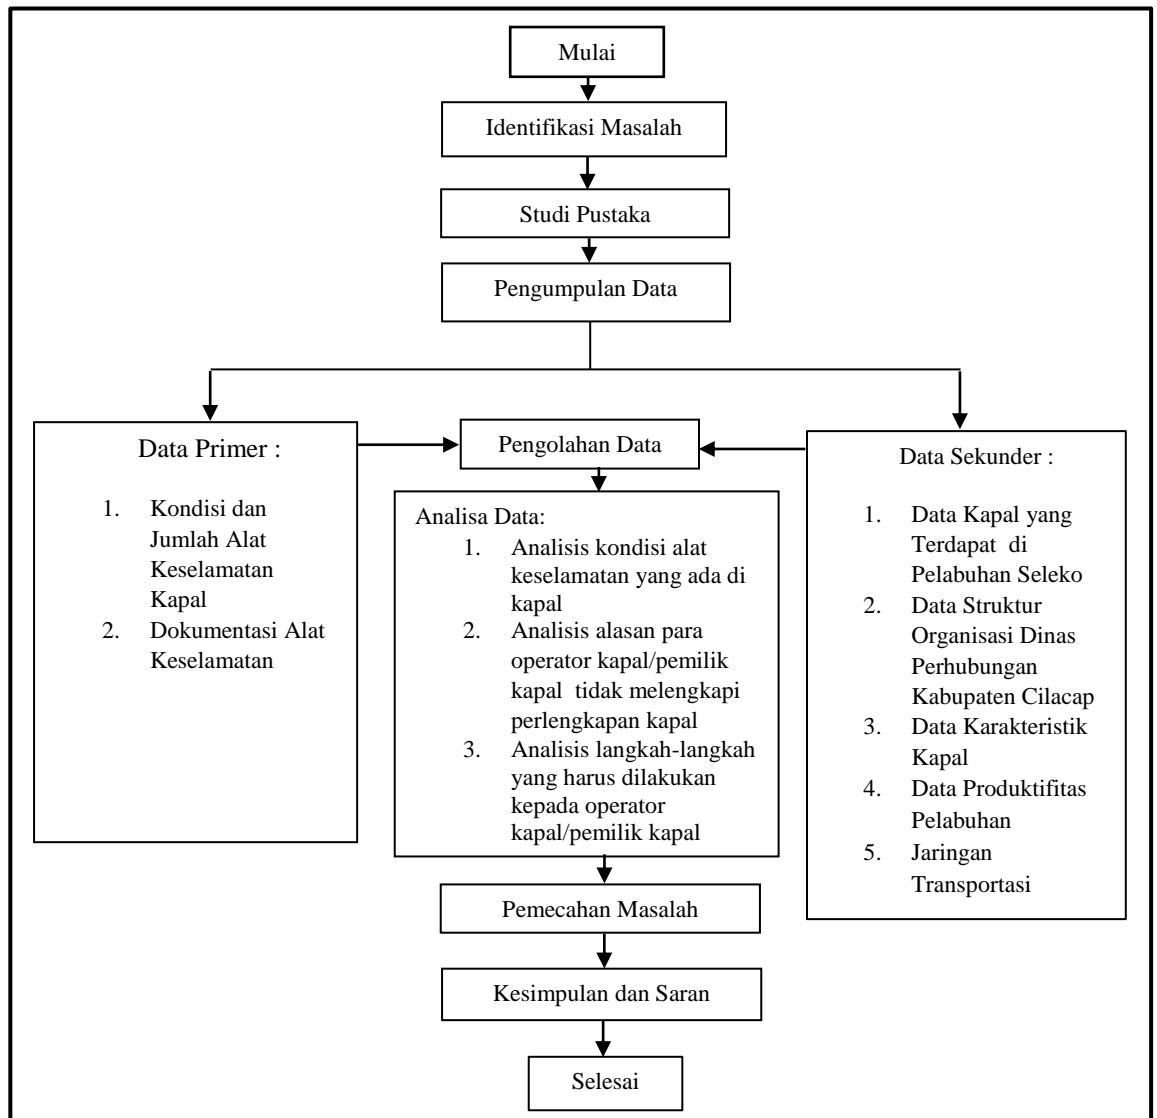 Mulai
Identifikasi Masalah
Studi Pustaka
Pengumpulan Data
Data Primer :
1. Kondisi dan
Jumlah Alat
Keselamatan
Kapal
2. Dokumentasi Alat
Keselamatan
Pengolahan Data
Analisa Data:
1. Analisis kondisi alat
keselamatan yang ada di
kapal
2. Analisis alasan para
operator kapal/pemilik
kapal tidak melengkapi
perlengkapan kapal
3. Analisis langkah-langkah
yang harus dilakukan
kepada operator
kapal/pemilik kapal
Data Sekunder :
1. Data Kapal yang
Terdapat di
Pelabuhan Seleko
2. Data Struktur
Organisasi Dinas
Perhubungan
Kabupaten Cilacap
3. Data Karakteristik
Kapal
4. Data Produktifitas
Pelabuhan
5. Jaringan
Transportasi
Pemecahan Masalah
Kesimpulan dan Saran
Selesai